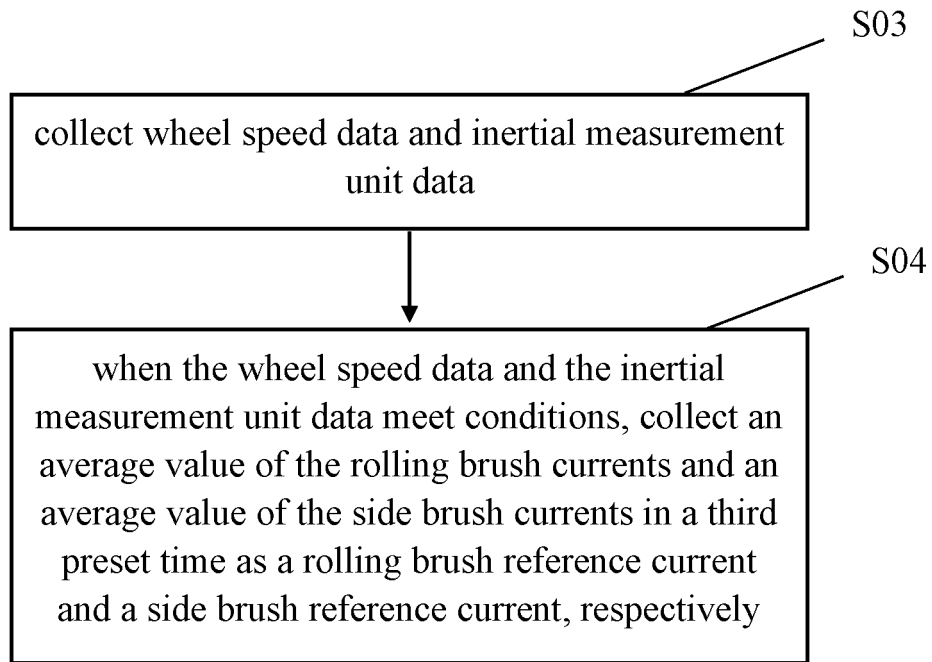 S03
collect wheel speed data and inertial measurement
unit data
S04
when the wheel speed data and the inertial
measurement unit data meet conditions, collect an
average value of the rolling brush currents and an
average value of the side brush currents in a third
preset time as a rolling brush reference current
and a side brush reference current, respectively